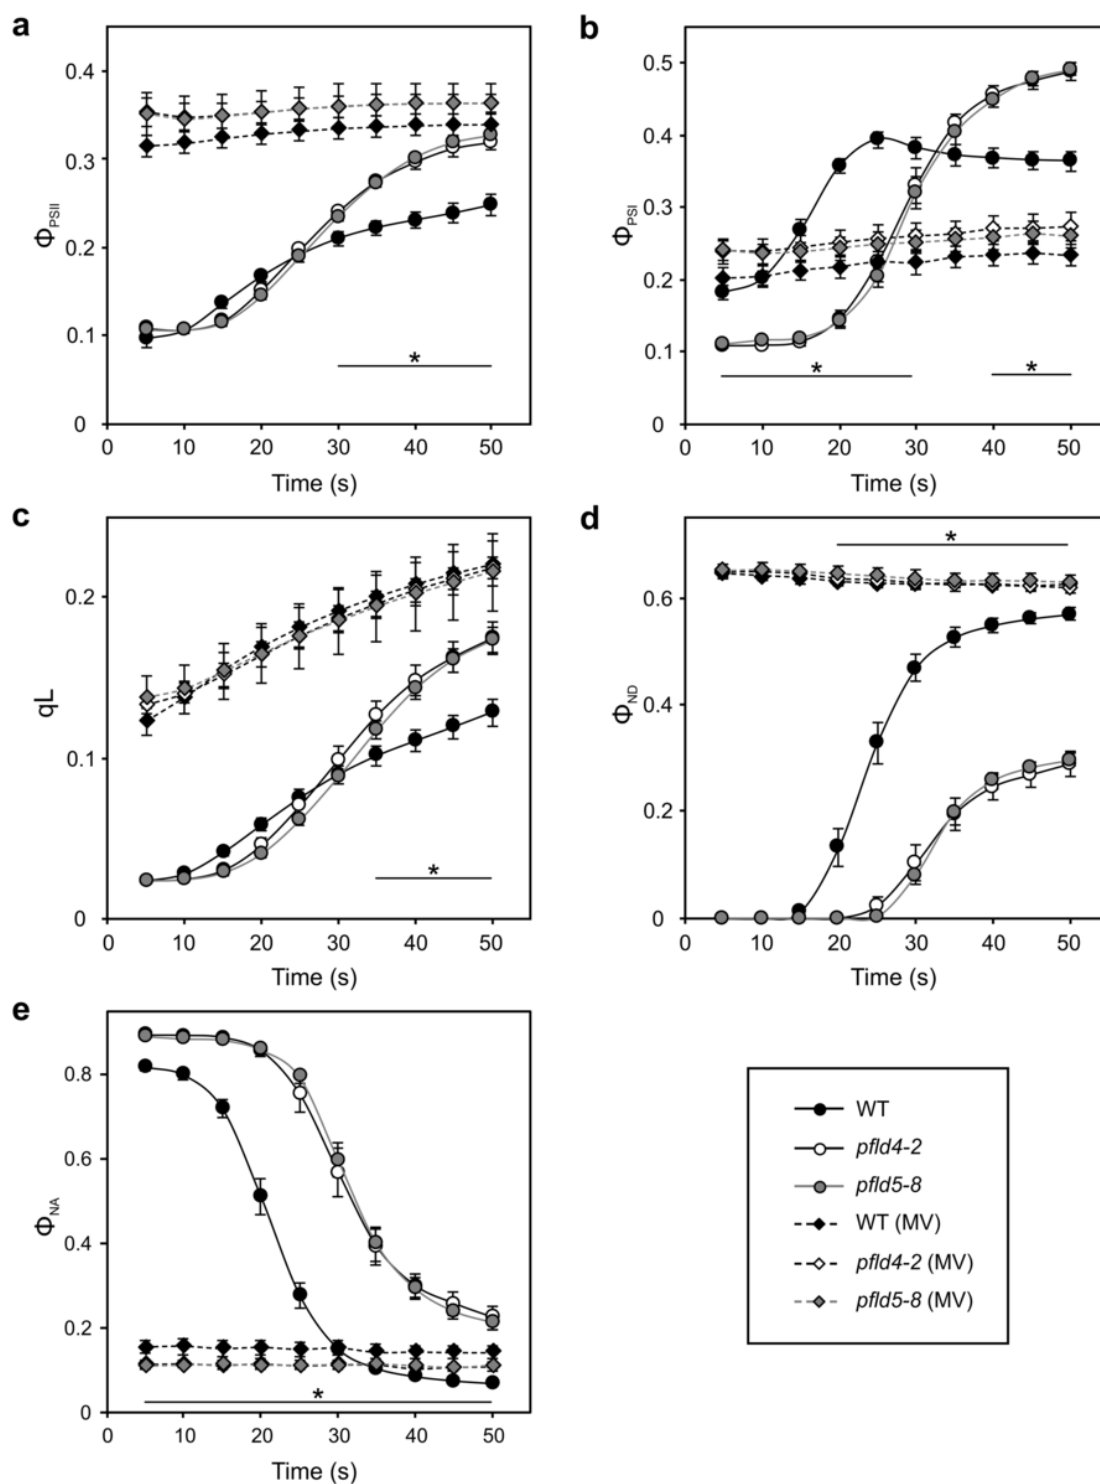 a
0.4
0.3
0.2
0.1
0
ΦPSII
*
0 10 20 30 40 50
Time (s)
b
0.5
0.4
0.3
0.2
0.1
0
ΦPSI
* *
0 10 20 30 40 50
Time (s)
c
0.2
0.1
0
qL
*
0 10 20 30 40 50
Time (s)
d
0.6
0.4
0.2
0
ΦND
*
0 10 20 30 40 50
Time (s)
e
0.8
0.6
0.4
0.2
0
ΦNA
*
0 10 20 30 40 50
Time (s)
WT
pfld4-2
pfld5-8
WT (MV)
pfld4-2 (MV)
pfld5-8 (MV)